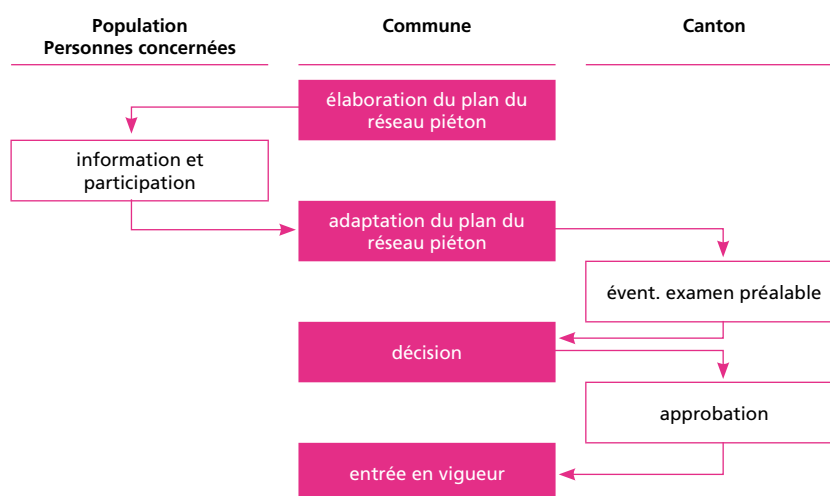 Population
Personnes concernées
Commune
Canton
élaboration du plan du
réseau piéton
information et
participation
adaptation du plan du
réseau piéton
évent. examen préalable
décision
approbation
entrée en vigueur